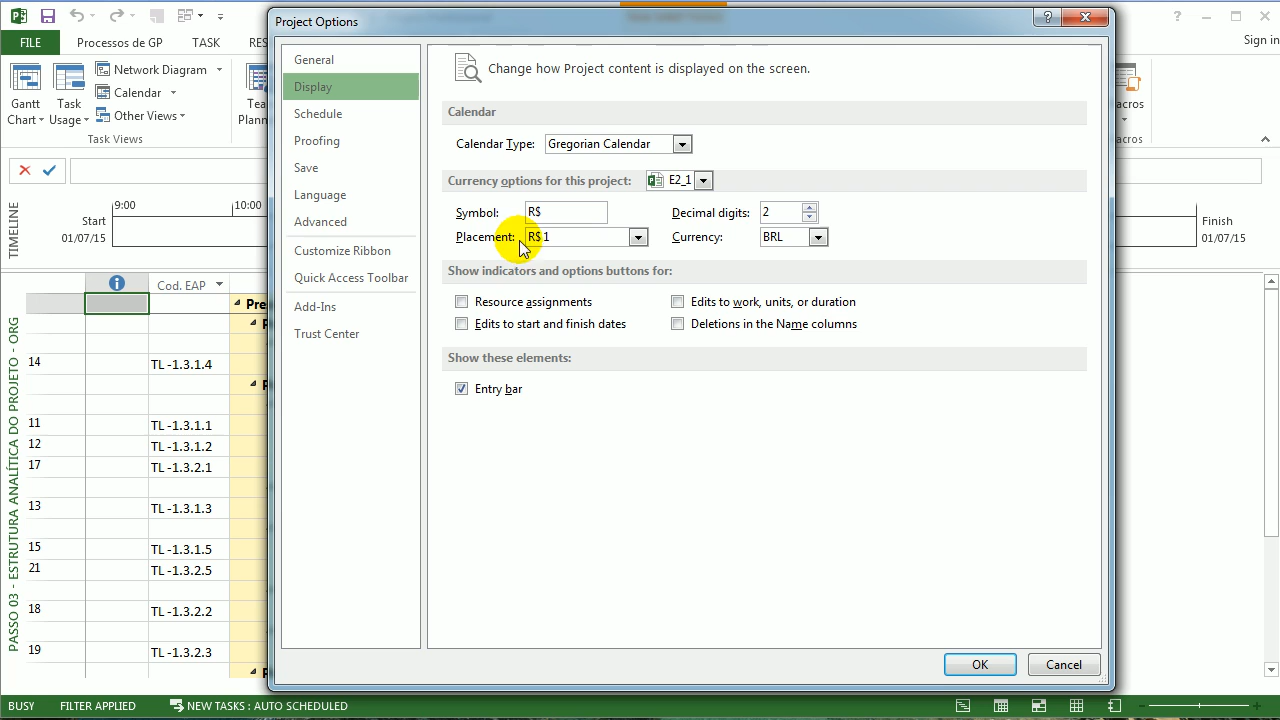 Project Options
FILE
Processos de GP
TASK
RES
Sign in
Gantt Chart
Task Usage
Network Diagram
Calendar
Other Views
Task Views
Tea
Plann
acros
acros
TIMELINE
Start
01/07/15
9:00
10:00
Finish
01/07/15
General
Display
Schedule
Proofing
Save
Language
Advanced
Customize Ribbon
Quick Access Toolbar
Add-Ins
Trust Center
Change how Project content is displayed on the screen.
Calendar
Calendar Type: Gregorian Calendar
Currency options for this project: E2_1
Symbol: R$ Decimal digits: 2
Placement: R$ 1 Currency: BRL
Show indicators and options buttons for:
Resource assignments Edits to work, units, or duration
Edits to start and finish dates Deletions in the Name columns
Show these elements:
Entry bar
OK Cancel
PASSO 03 - ESTRUTURA ANALÍTICA DO PROJETO - ORG
Cod. EAP
Pre
P
14 TL -1.3.1.4
P
11 TL -1.3.1.1
12 TL -1.3.1.2
17 TL -1.3.2.1
13 TL -1.3.1.3
15 TL -1.3.1.5
21 TL -1.3.2.5
18 TL -1.3.2.2
19 TL -1.3.2.3
P
BUSY FILTER APPLIED NEW TASKS : AUTO SCHEDULED